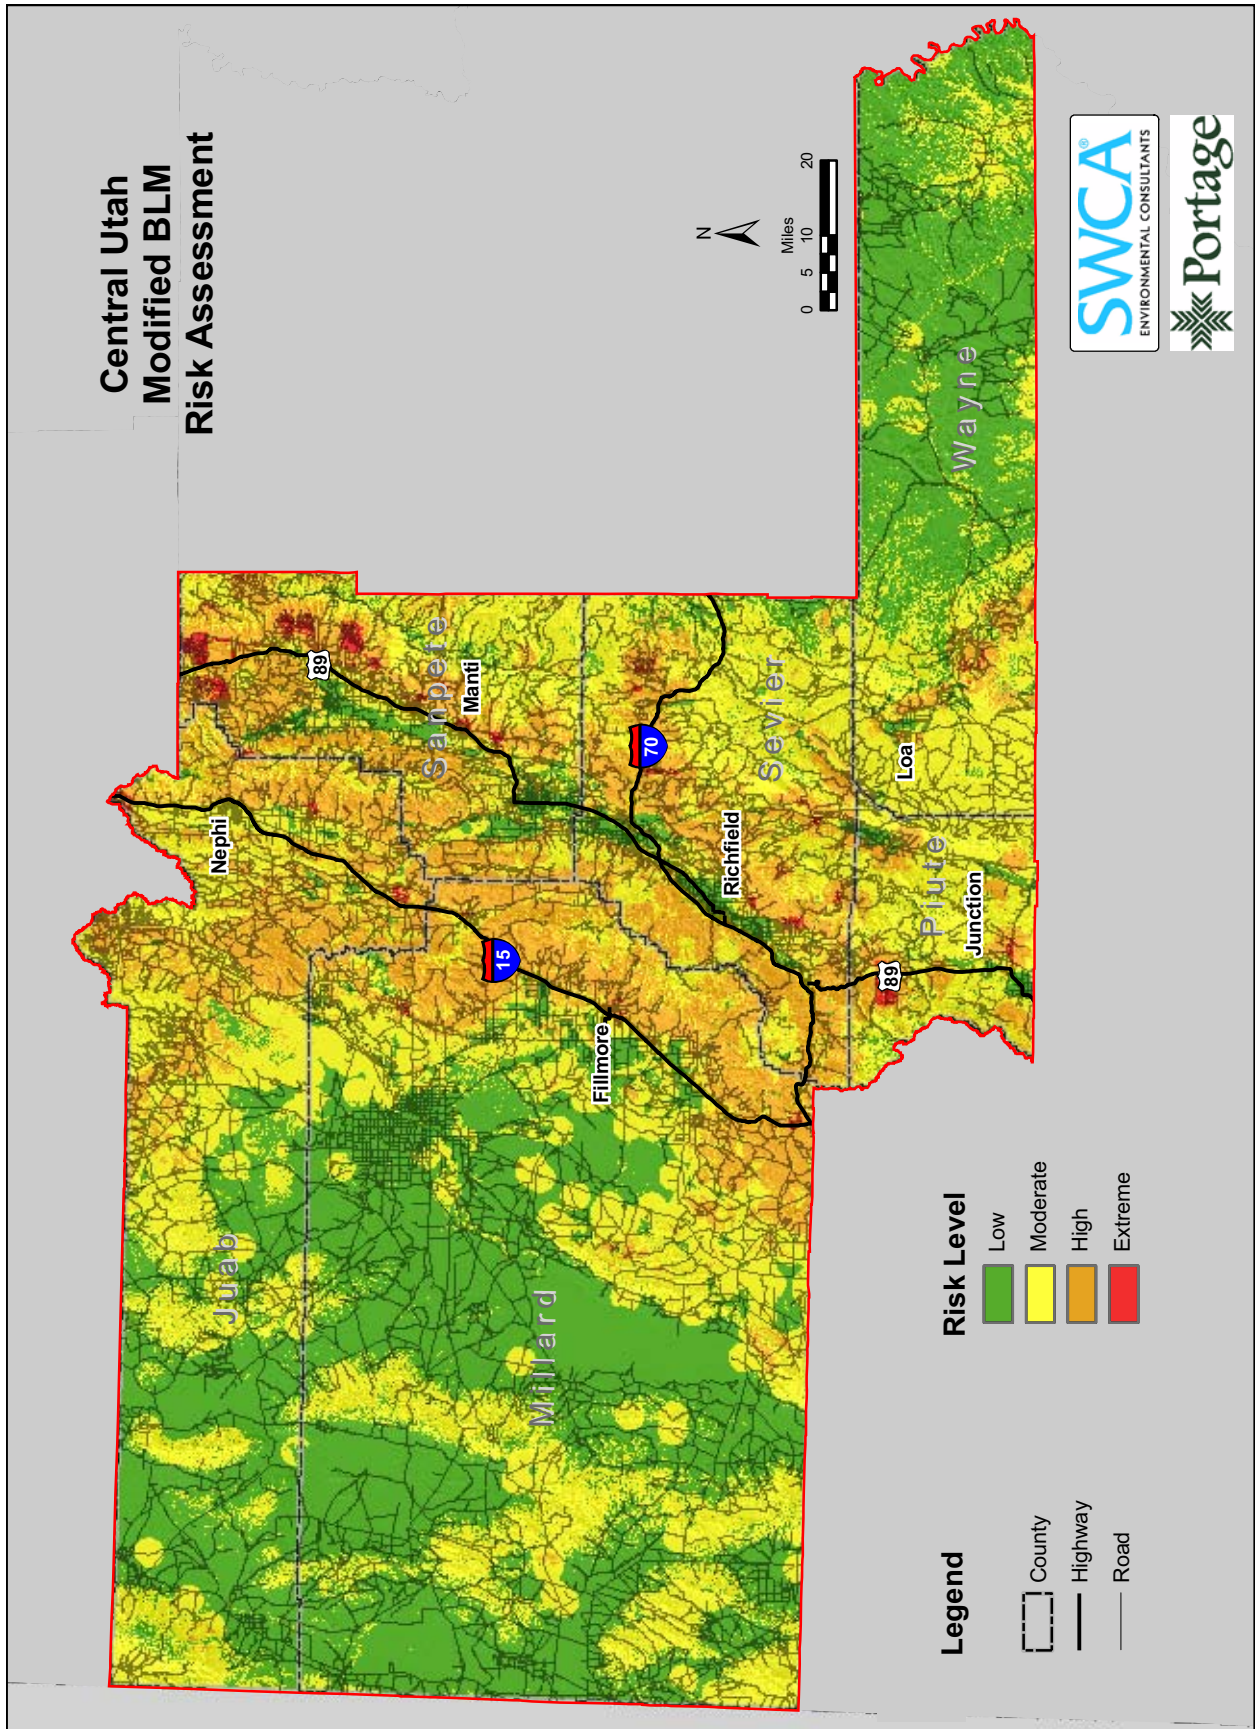 Central Utah
Modified BLM
Risk Assessment
N
Miles
0 5 10 20
Juab
Nephi
89
Sanpete
Manti
15
Millard
Fillmore
70
Sevier
Richfield
Loa
89
Piute
Junction
Wayne
Legend
County
Highway
Road
Risk Level
Low
Moderate
High
Extreme
SWCA®
ENVIRONMENTAL CONSULTANTS
Portage